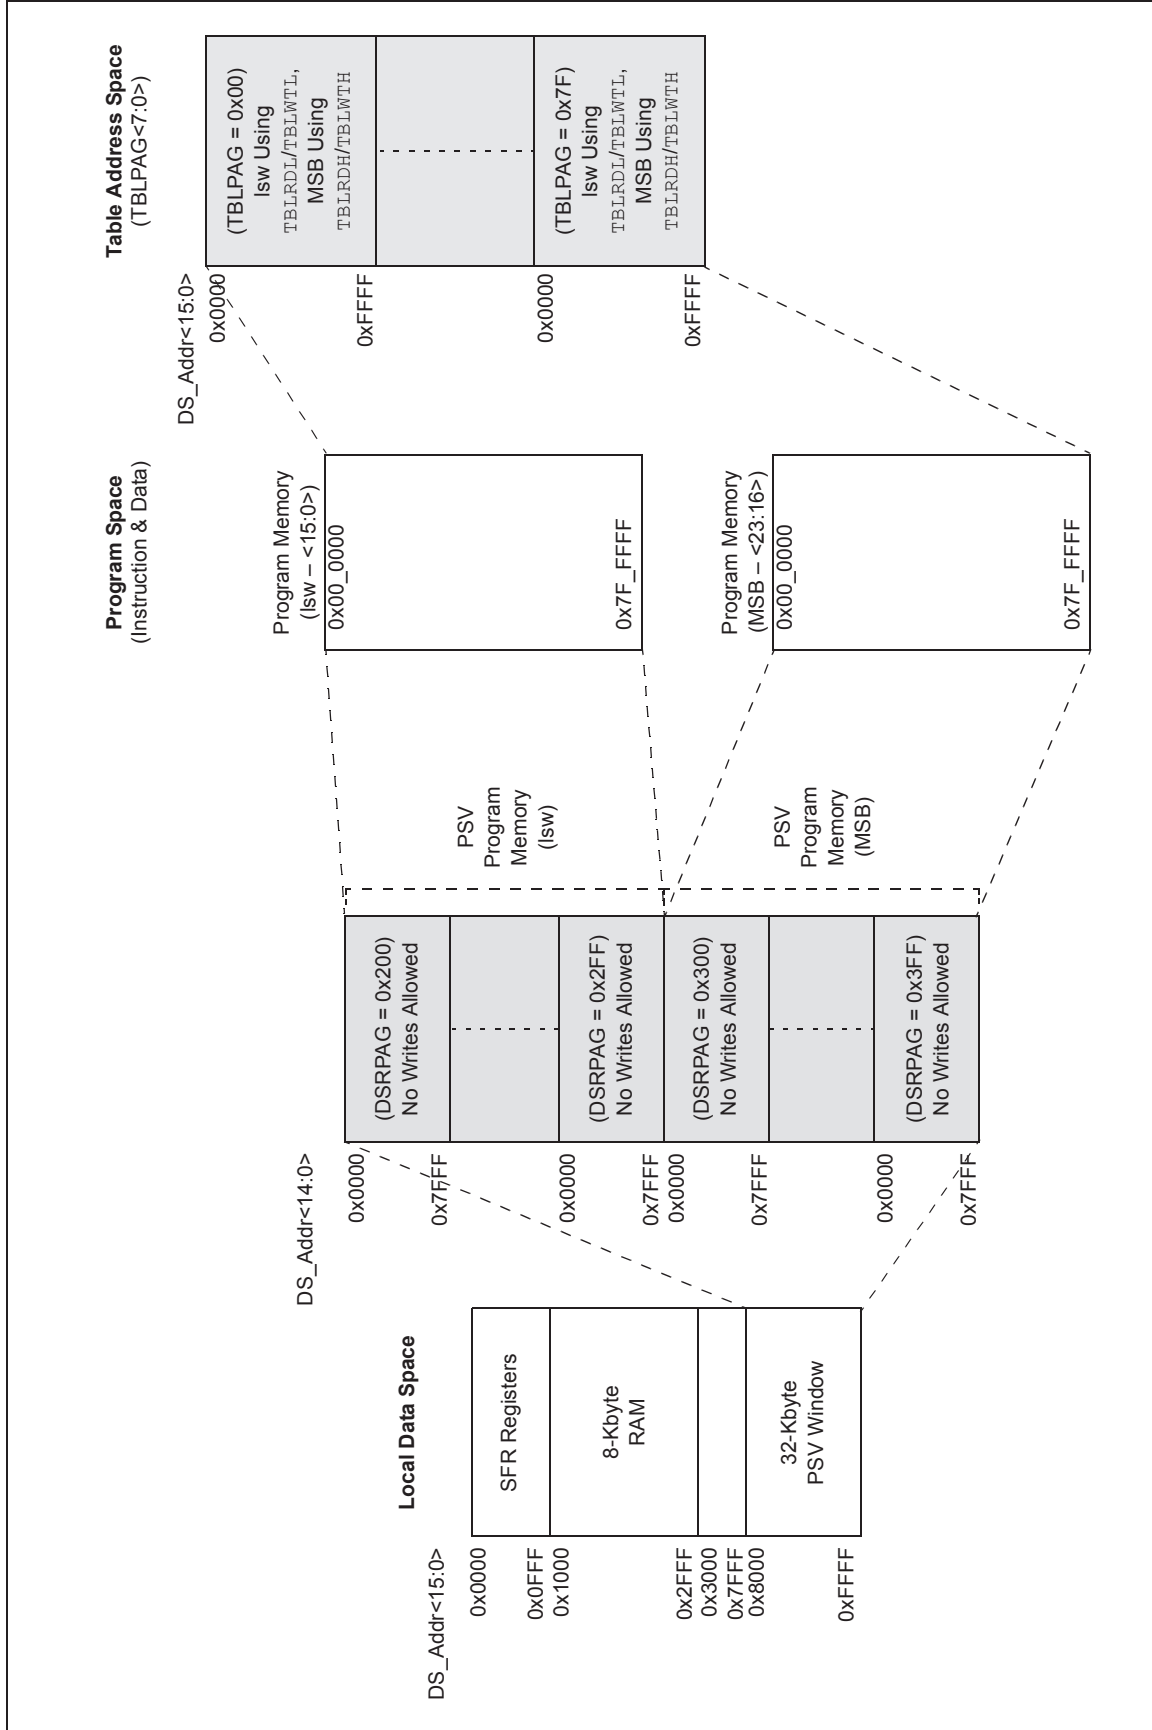 Local Data Space
DS_Addr<15:0>
0x0000
SFR Registers
0x0FFF
0x1000
8-Kbyte
RAM
0x2FFF
0x3000
0x7FFF
0x8000
32-Kbyte
PSV Window
0xFFFF
DS_Addr<14:0>
0x0000
(DSRPAG = 0x200)
No Writes Allowed
0x7FFF
0x0000
(DSRPAG = 0x2FF)
No Writes Allowed
0x7FFF
0x0000
(DSRPAG = 0x300)
No Writes Allowed
0x7FFF
0x0000
(DSRPAG = 0x3FF)
No Writes Allowed
0x7FFF
PSV
Program
Memory
(lsw)
PSV
Program
Memory
(MSB)
Program Space
(Instruction & Data)
Program Memory
(lsw – <15:0>)
0x00_0000
0x7F_FFFF
Program Memory
(MSB – <23:16>)
0x00_0000
0x7F_FFFF
Table Address Space
(TBLPAG<7:0>)
DS_Addr<15:0>
0x0000
(TBLPAG = 0x00)
lsw Using
TBLRDL/TBLWTL,
MSB Using
TBLRDH/TBLWTH
0xFFFF
0x0000
(TBLPAG = 0x7F)
lsw Using
TBLRDL/TBLWTL,
MSB Using
TBLRDH/TBLWTH
0xFFFF